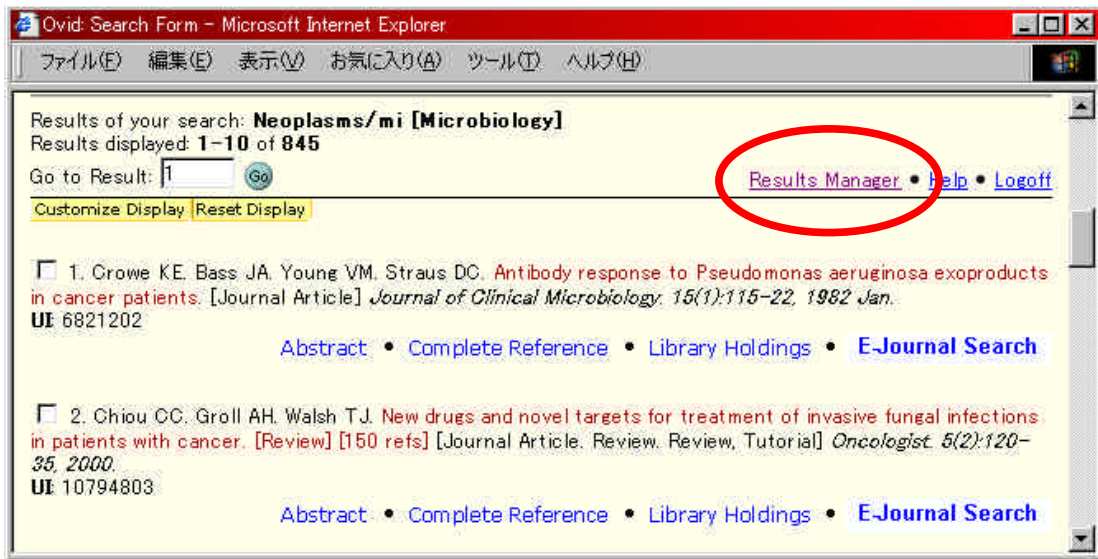 Ovid: Search Form - Microsoft Internet Explorer
ファイル(F) 編集(E) 表示(V) お気に入り(A) ツール(T) ヘルプ(H)
Results of your search: Neoplasms/mi [Microbiology]
Results displayed: 1-10 of 845
Go to Result: 1 Go
Results Manager • Help • Logoff
Customize Display Reset Display
1. Crowe KE. Bass JA. Young VM. Straus DC. Antibody response to Pseudomonas aeruginosa exoproducts
in cancer patients. [Journal Article] Journal of Clinical Microbiology. 15(1):115-22, 1982 Jan.
UI: 6821202
Abstract • Complete Reference • Library Holdings • E-Journal Search
2. Chiou CC. Groll AH. Walsh TJ. New drugs and novel targets for treatment of invasive fungal infections
in patients with cancer. [Review] [150 refs] [Journal Article. Review. Review, Tutorial] Oncologist. 5(2):120-
35, 2000.
UI: 10794803
Abstract • Complete Reference • Library Holdings • E-Journal Search